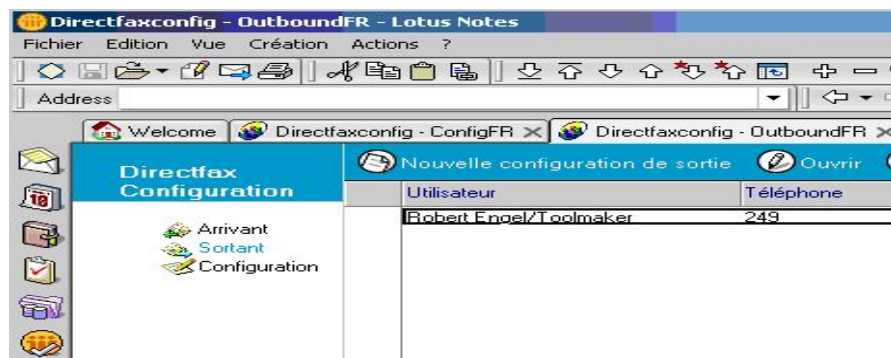 Directfaxconfig - OutboundFR - Lotus Notes
Fichier Edition Vue Création Actions ?
Address
Welcome Directfaxconfig - ConfigFR Directfaxconfig - OutboundFR
Directfax
Configuration
Nouvelle configuration de sortie Ouvrir
Utilisateur Téléphone
Robert Engel/Toolmaker 249
Arrivant
Sortant
Configuration